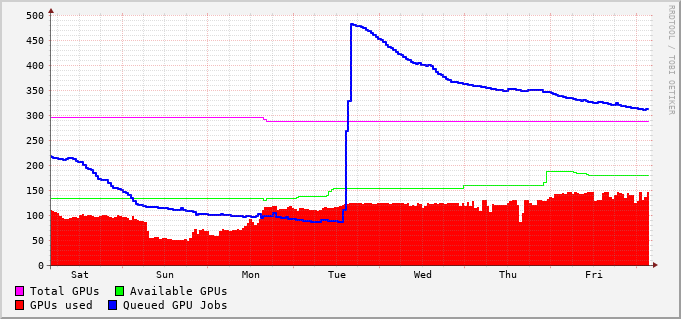 500
450
400
350
300
250
200
150
100
50
0
Sat Sun Mon Tue Wed Thu Fri
Total GPUs Available GPUs
GPUs used Queued GPU Jobs
RRDTOOL / TOBI OETIKER